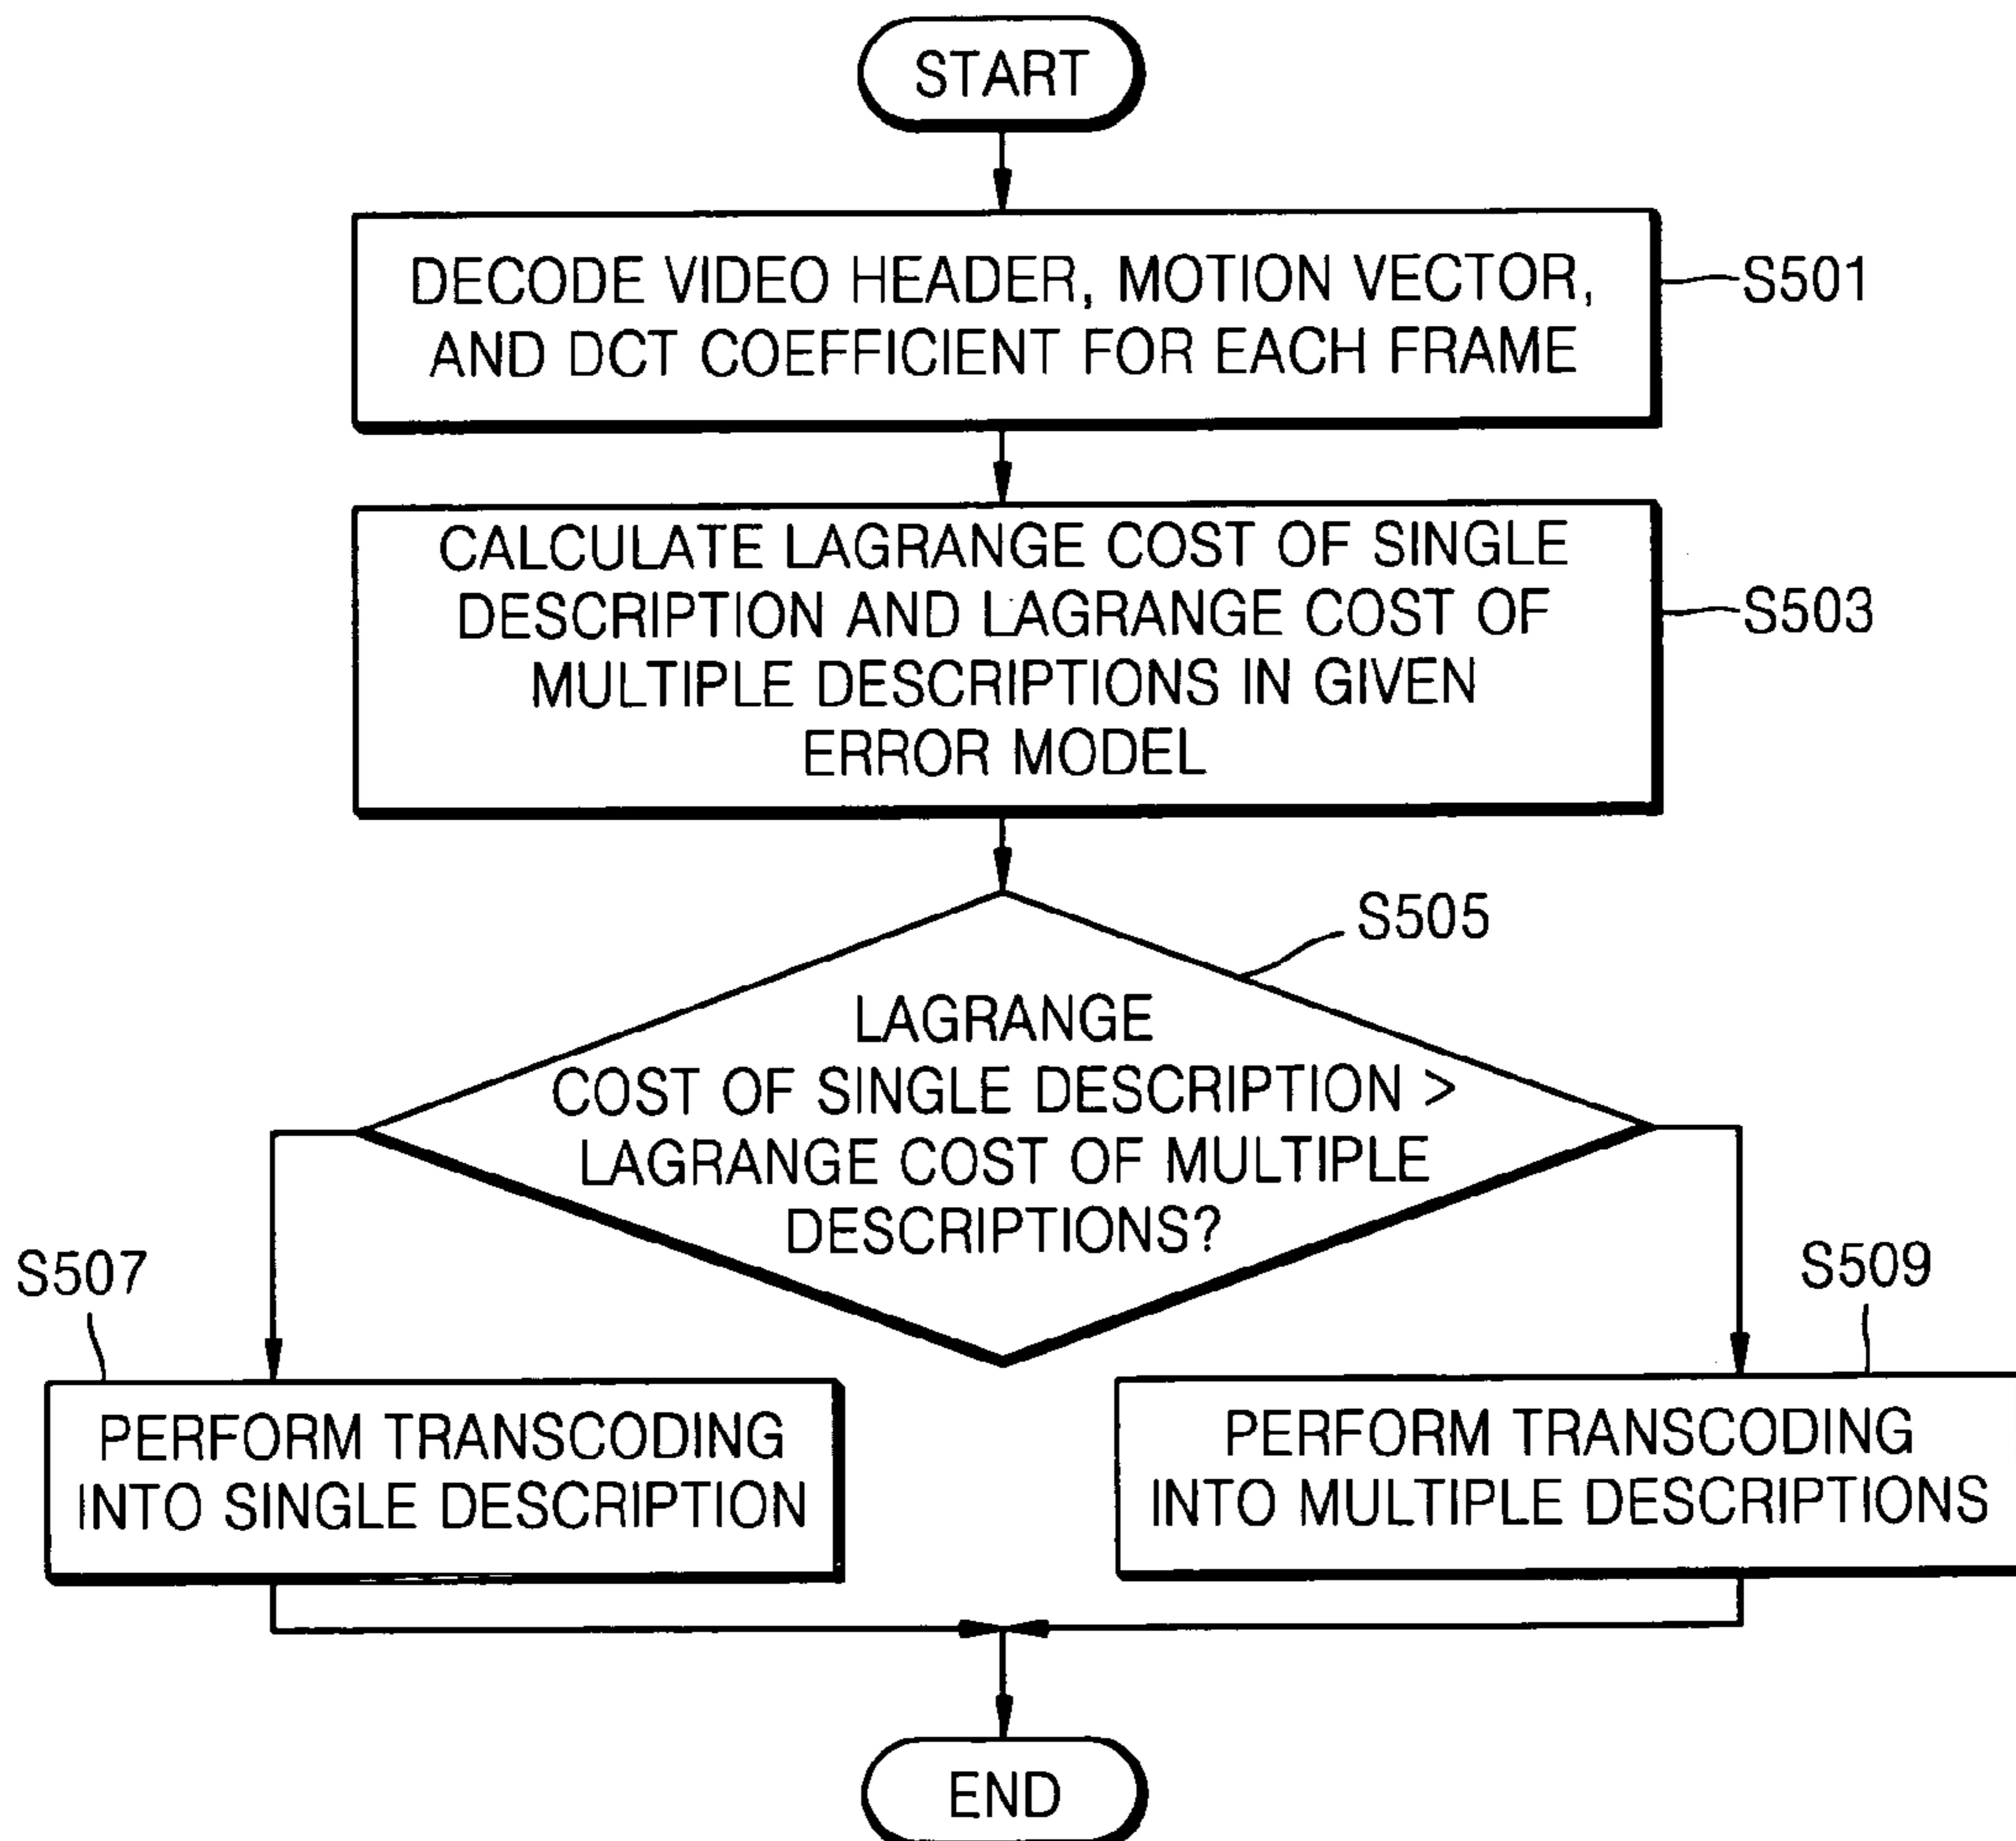 START
DECODE VIDEO HEADER, MOTION VECTOR,
AND DCT COEFFICIENT FOR EACH FRAME
S501
CALCULATE LAGRANGE COST OF SINGLE
DESCRIPTION AND LAGRANGE COST OF
MULTIPLE DESCRIPTIONS IN GIVEN
ERROR MODEL
S503
S505
LAGRANGE
COST OF SINGLE DESCRIPTION >
LAGRANGE COST OF MULTIPLE
DESCRIPTIONS?
S507
PERFORM TRANSCODING
INTO SINGLE DESCRIPTION
S509
PERFORM TRANSCODING
INTO MULTIPLE DESCRIPTIONS
END